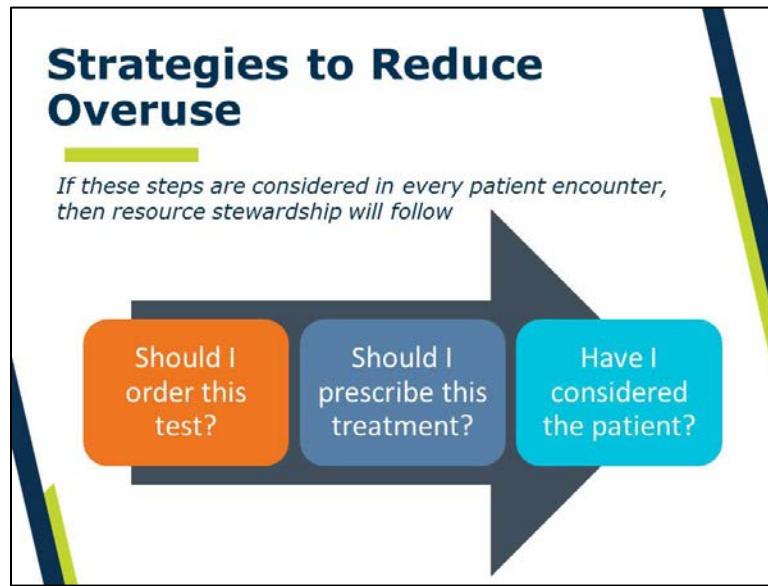 Strategies to Reduce
Overuse
If these steps are considered in every patient encounter,
then resource stewardship will follow
Should I
order this
test?
Should I
prescribe this
treatment?
Have I
considered
the patient?